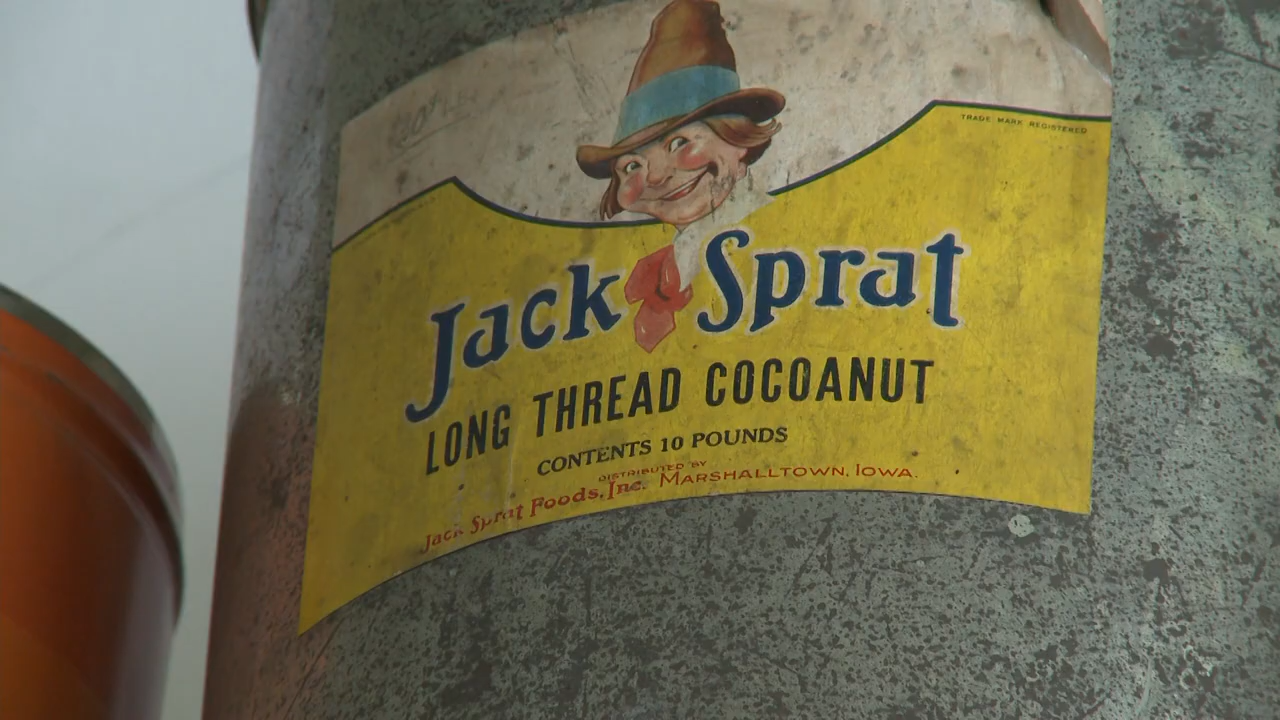 TRADE MARK REGISTERED
Jack Sprat
LONG THREAD COCOANUT
CONTENTS 10 POUNDS
DISTRIBUTED BY
Jack Sprat Foods, Inc. MARSHALLTOWN, IOWA.